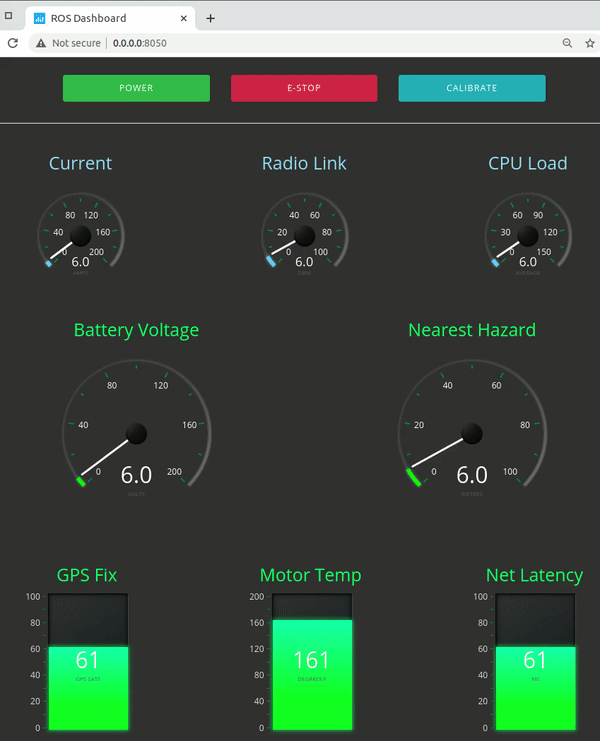 ROS Dashboard
Not secure 0.0.0.0:8050
POWER E-STOP CALIBRATE
Current Radio Link CPU Load
80 120 40 60 60 90
40 160 20 80 30 120
0 200 0 100 0 150
6.0 6.0 6.0
AMPS DBM AVERAGE
Battery Voltage Nearest Hazard
80 120 40 60
40 160 20 80
0 200 0 100
6.0 6.0
VOLTS METERS
GPS Fix Motor Temp Net Latency
100 200 100
80 160 80
60 120 60
61 161 61
GPS SATS DEGREES F
40 80 40
20 40 20
0 0 0